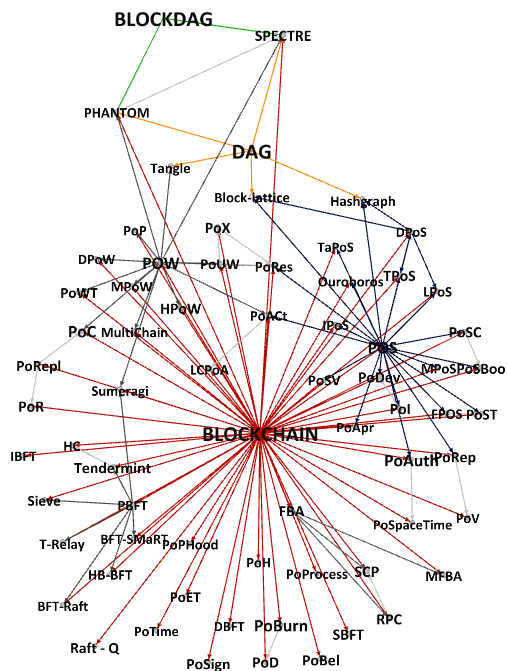 BLOCKDAG
SPECTRE
PHANTOM
DAG
Tangle
Block-lattice
Hashgraph
PoP
PoX
DPoS
TaPoS
DPoW
POW
PoUW
PoRes
TPoS
MPoW
Ouroboros
PoWT
LPoS
HPoW
PoACt
IPoS
PoC
MultiChain
PoSC
POS
PoRepl
LCPoA
MPoS
PoSBoo
PoSV
PoDev
Sumeragi
PoR
PoI
FPOS
PoST
PoApr
BLOCKCHAIN
HC
IBFT
Tendermint
PoAuth
PoRep
Sieve
PBFT
FBA
PoSpaceTime
PoV
T-Relay
BFT-SMaRT
PoPHood
PoH
HB-BFT
PoProcess
SCP
MFBA
PoET
BFT-Raft
RPC
PoTime
DBFT
PoBurn
SBFT
Raft - Q
PoSign
PoD
PoBel